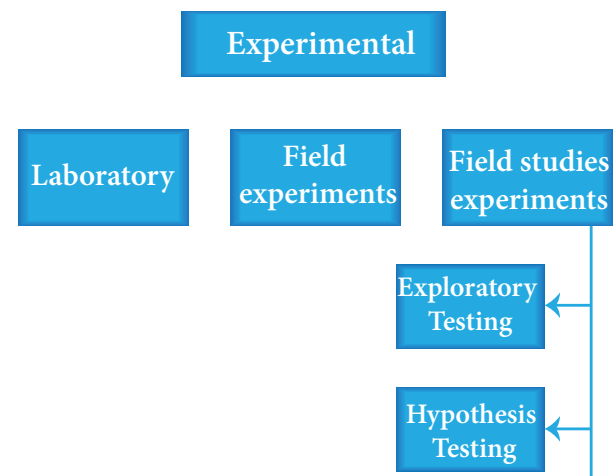 Experimental
Laboratory
Field
experiments
Field studies
experiments
Exploratory
Testing
Hypothesis
Testing